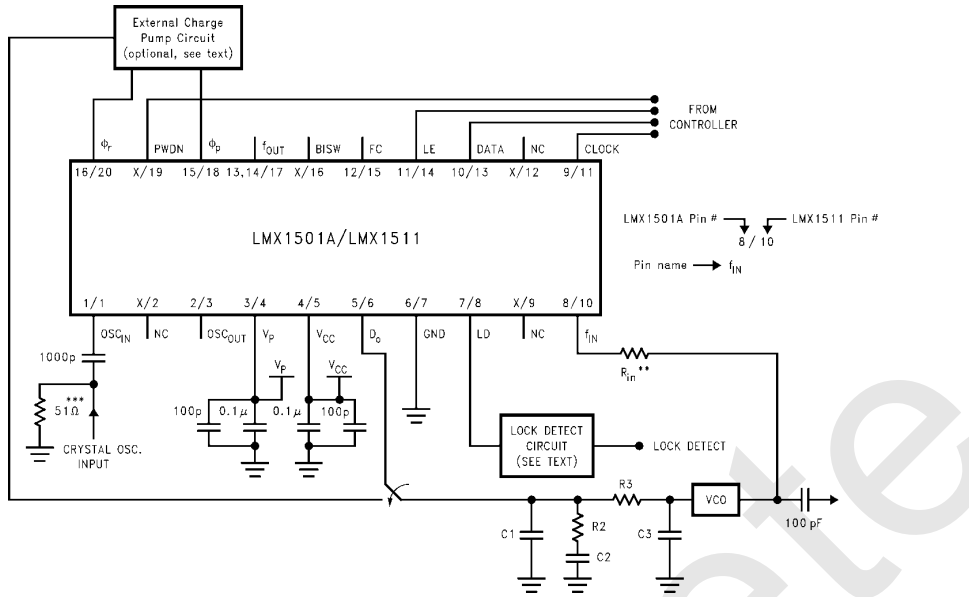 External Charge
Pump Circuit
(optional, see text)
FROM
CONTROLLER
ϕr PWDN ϕp fOUT BISW FC LE DATA NC CLOCK
16/20 X/19 15/18 13,14/17 X/16 12/15 11/14 10/13 X/12 9/11
LMX1501A/LMX1511
LMX1501A Pin # LMX1511 Pin #
8 / 10
Pin name fIN
1/1 X/2 2/3 3/4 4/5 5/6 6/7 7/8 X/9 8/10
OSCIN NC OSCOUT VP VCC Do GND LD NC fIN
1000p
VP VCC
Rin**
51Ω***
100p 0.1μ 0.1μ 100p
CRYSTAL OSC.
INPUT
LOCK DETECT
CIRCUIT
(SEE TEXT)
LOCK DETECT
R3
VCO
100 pF
C1 R2 C3
C2
ete